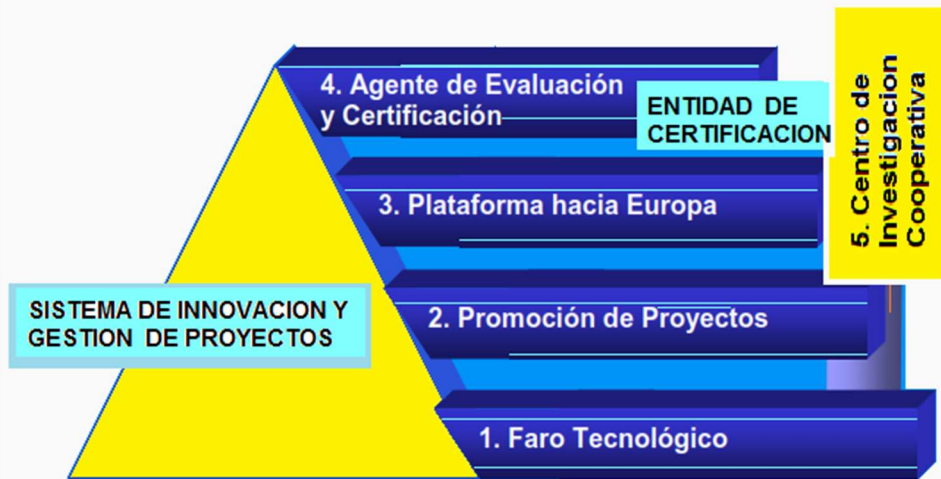 4. Agente de Evaluación
y Certificación
ENTIDAD DE
CERTIFICACION
5. Centro de
Investigacion
Cooperativa
3. Plataforma hacia Europa
SISTEMA DE INNOVACION Y
GESTION DE PROYECTOS
2. Promoción de Proyectos
1. Faro Tecnológico